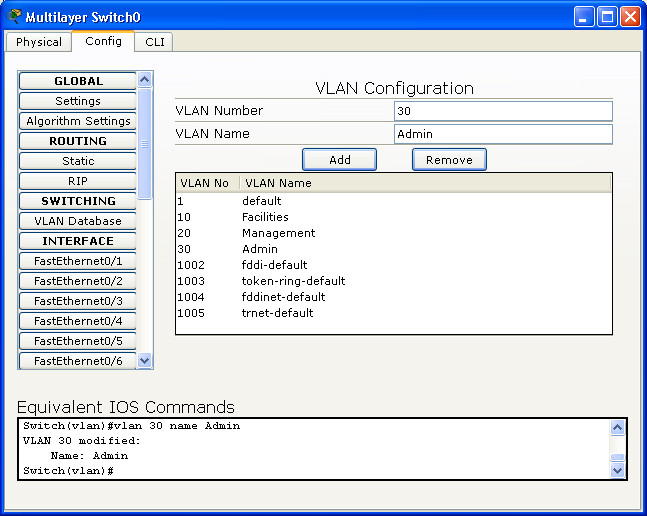 Multilayer Switch0
Physical Config CLI
GLOBAL
Settings
Algorithm Settings
ROUTING
Static
RIP
SWITCHING
VLAN Database
INTERFACE
FastEthernet0/1
FastEthernet0/2
FastEthernet0/3
FastEthernet0/4
FastEthernet0/5
FastEthernet0/6
VLAN Configuration
VLAN Number 30
VLAN Name Admin
Add Remove
VLAN No VLAN Name
1 default
10 Facilities
20 Management
30 Admin
1002 fddi-default
1003 token-ring-default
1004 fddinet-default
1005 trnet-default
Equivalent IOS Commands
Switch(vlan)#vlan 30 name Admin
VLAN 30 modified:
Name: Admin
Switch(vlan)#